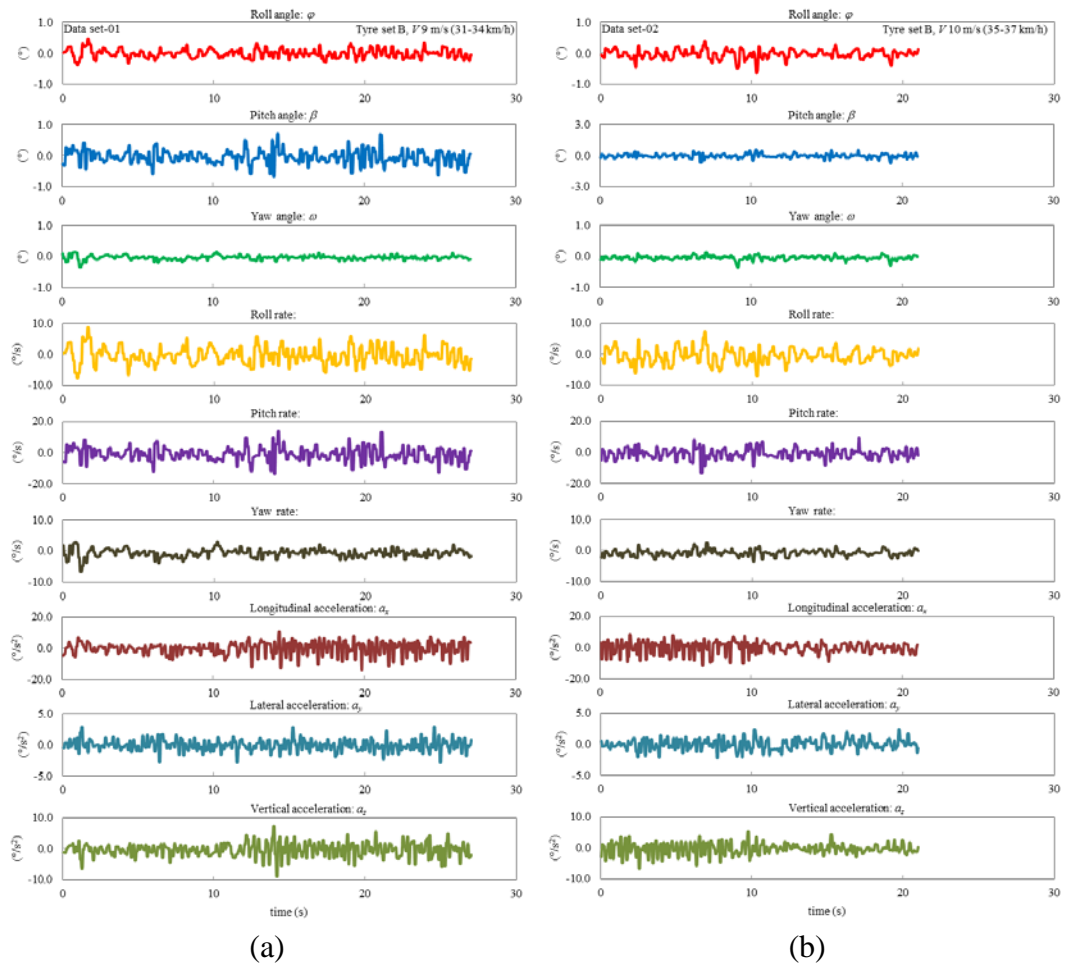 Roll angle: φ
1.0
Data set-01
Tyre set B, V 9 m/s (31-34 km/h)
(°)
0.0
-1.0
0 10 20 30
Pitch angle: β
1.0
(°)
0.0
-1.0
0 10 20 30
Yaw angle: ω
1.0
(°)
0.0
-1.0
0 10 20 30
Roll rate:
10.0
(°/s)
0.0
-10.0
0 10 20 30
Pitch rate:
20.0
(°/s)
0.0
-20.0
0 10 20 30
Yaw rate:
10.0
(°/s)
0.0
-10.0
0 10 20 30
Longitudinal acceleration: aₓ
20.0
(°/s²)
0.0
-20.0
0 10 20 30
Lateral acceleration: a_y
5.0
(°/s²)
0.0
-5.0
0 10 20 30
Vertical acceleration: a_z
10.0
(°/s²)
0.0
-10.0
0 10 20 30
time (s)
(a)
Roll angle: φ
1.0
Data set-02
Tyre set B, V 10 m/s (35-37 km/h)
(°)
0.0
-1.0
0 10 20 30
Pitch angle: β
3.0
(°)
0.0
-3.0
0 10 20 30
Yaw angle: ω
1.0
(°)
0.0
-1.0
0 10 20 30
Roll rate:
10.0
(°/s)
0.0
-10.0
0 10 20 30
Pitch rate:
20.0
(°/s)
0.0
-20.0
0 10 20 30
Yaw rate:
10.0
(°/s)
0.0
-10.0
0 10 20 30
Longitudinal acceleration: aₓ
20.0
(°/s²)
0.0
-20.0
0 10 20 30
Lateral acceleration: a_y
5.0
(°/s²)
0.0
-5.0
0 10 20 30
Vertical acceleration: a_z
10.0
(°/s²)
0.0
-10.0
0 10 20 30
time (s)
(b)